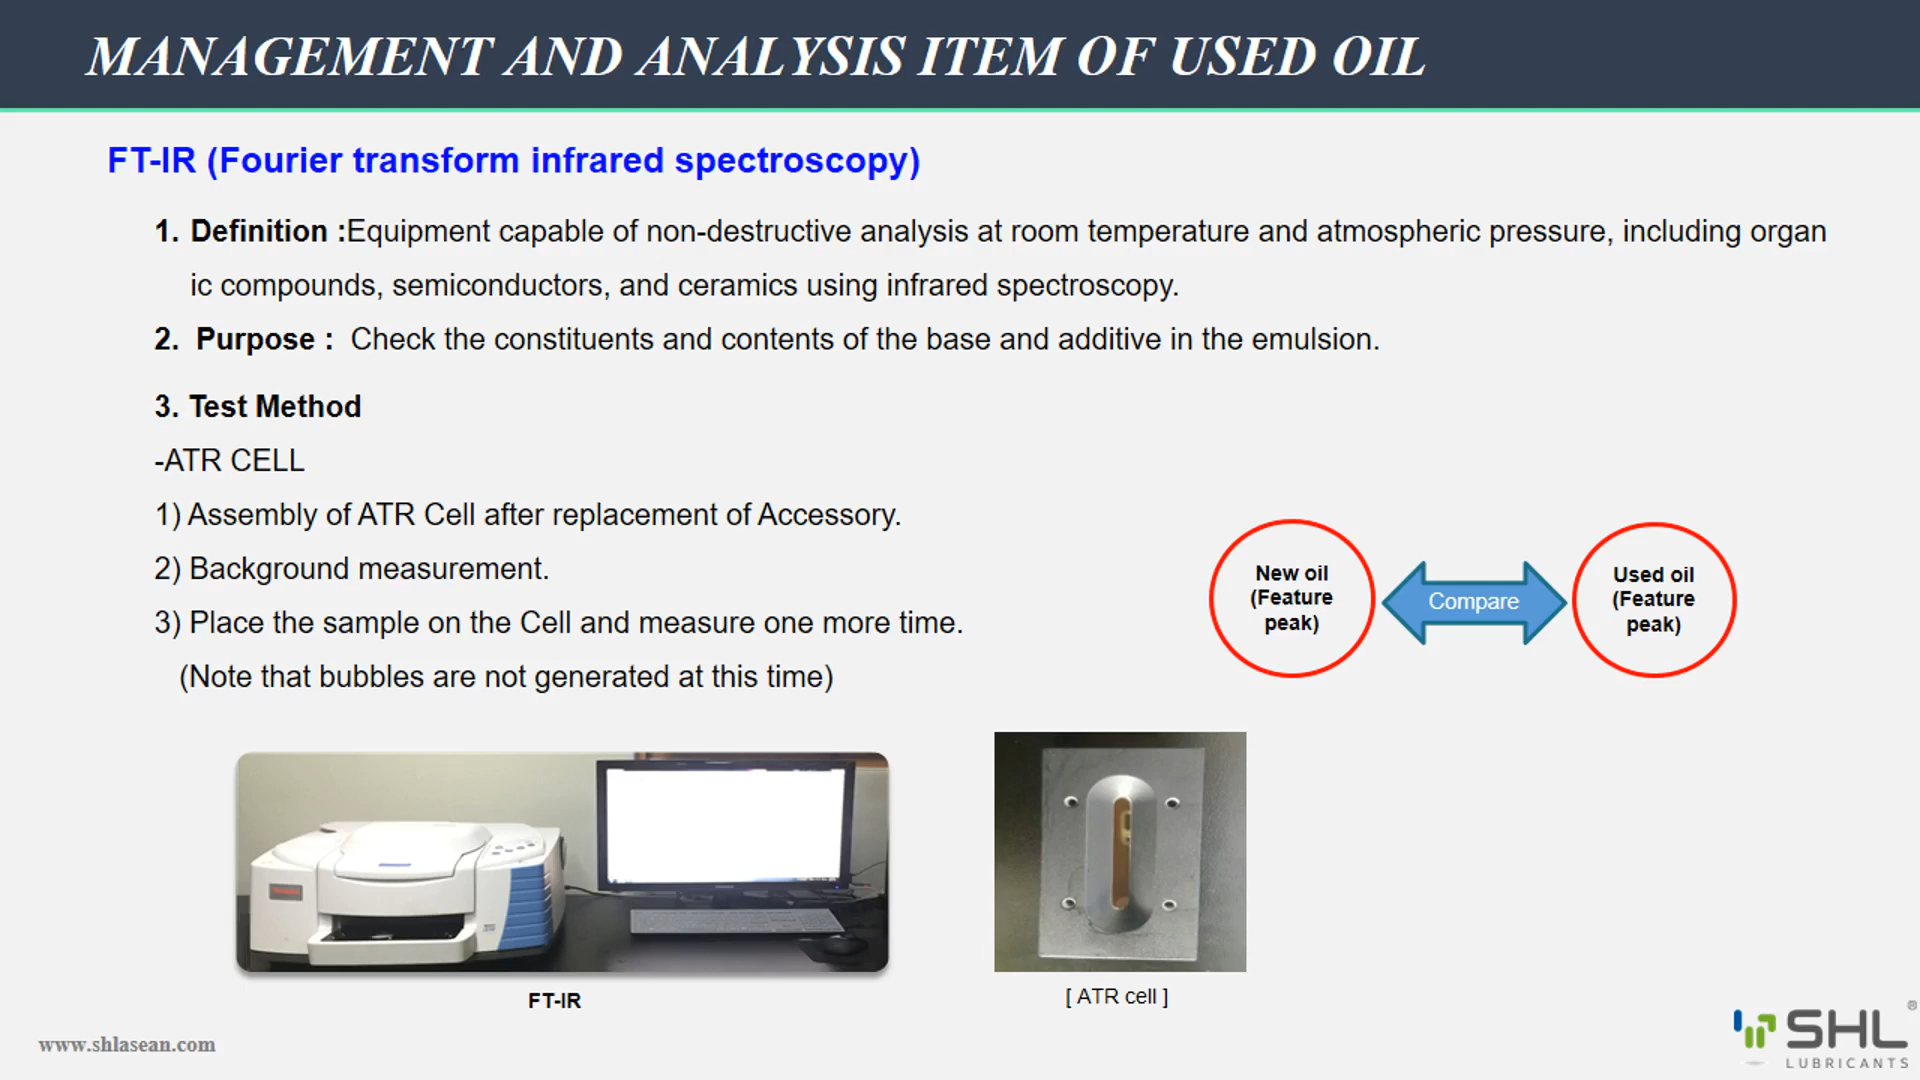 MANAGEMENT AND ANALYSIS ITEM OF USED OIL
FT-IR (Fourier transform infrared spectroscopy)
1. Definition :Equipment capable of non-destructive analysis at room temperature and atmospheric pressure, including organ
ic compounds, semiconductors, and ceramics using infrared spectroscopy.
2. Purpose : Check the constituents and contents of the base and additive in the emulsion.
3. Test Method
-ATR CELL
1) Assembly of ATR Cell after replacement of Accessory.
2) Background measurement.
3) Place the sample on the Cell and measure one more time.
(Note that bubbles are not generated at this time)
New oil
(Feature
peak)
Compare
Used oil
(Feature
peak)
FT-IR
[ ATR cell ]
www.shlasean.com
SHL®
LUBRICANTS